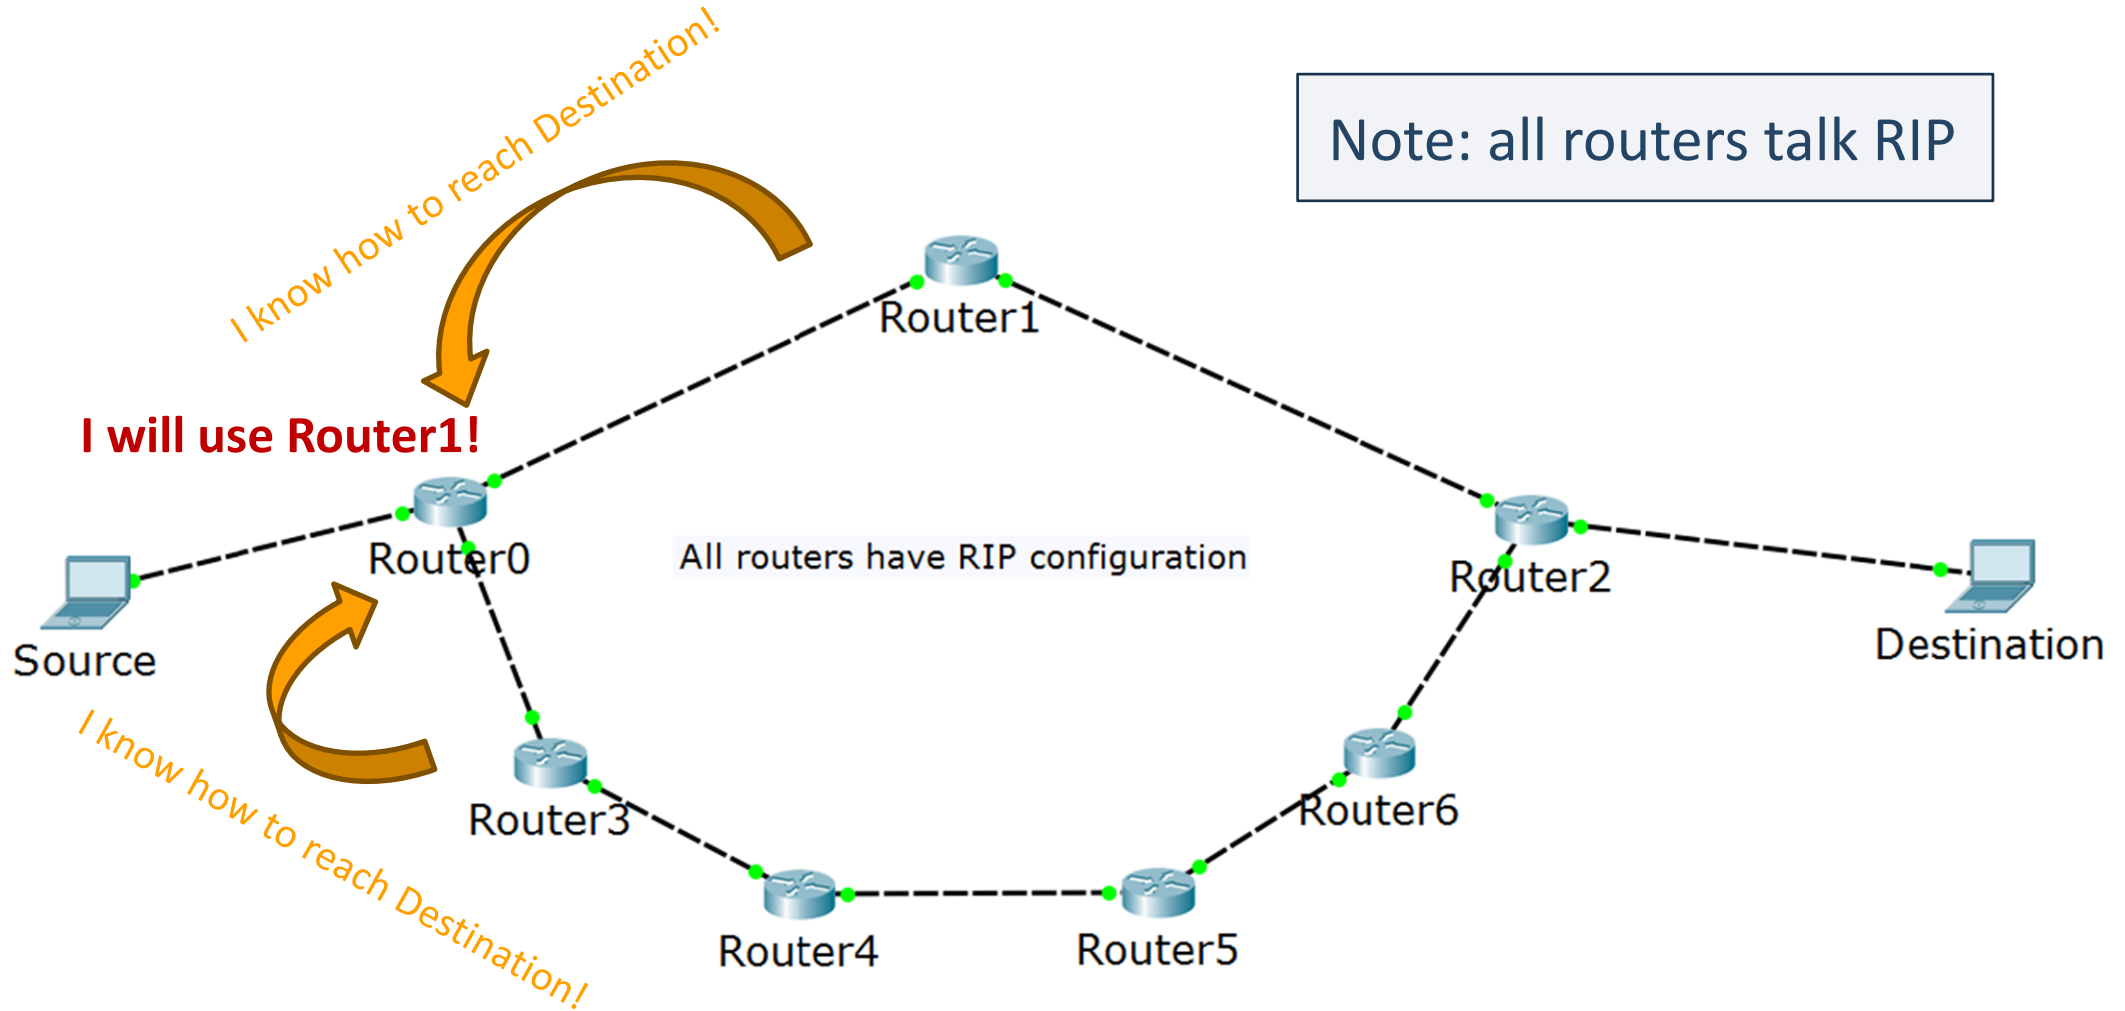 I know how to reach Destination!
Note: all routers talk RIP
Router1
I will use Router1!
Router0
All routers have RIP configuration
Router2
Source
Destination
I know how to reach Destination!
Router3
Router6
Router4
Router5